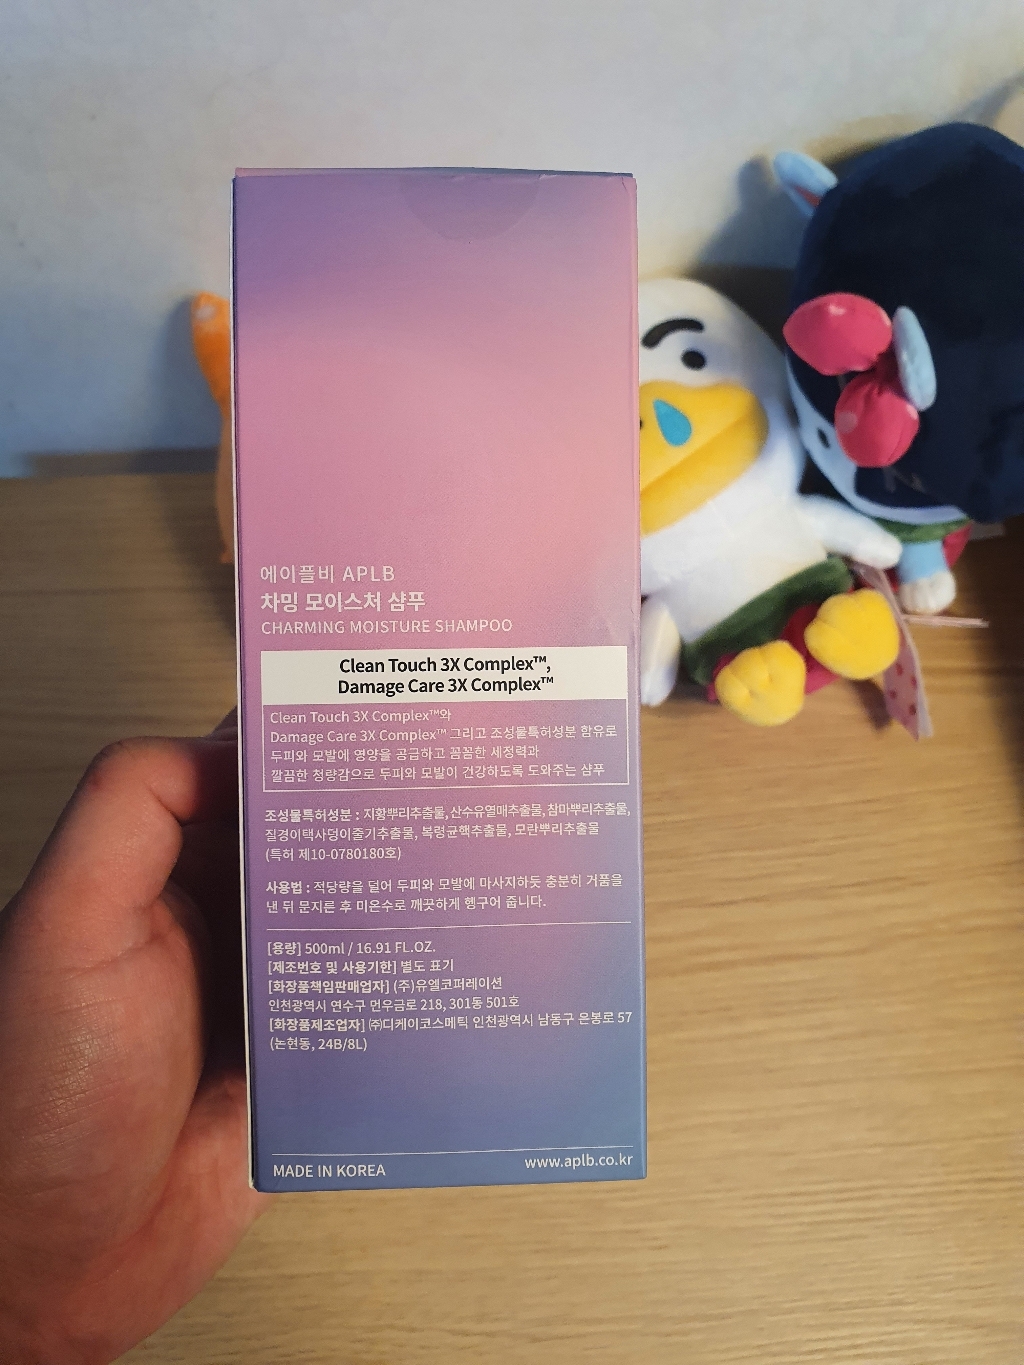 에이플비 APLB
차밍 모이스처 샴푸
CHARMING MOISTURE SHAMPOO
Clean Touch 3X Complex™,
Damage Care 3X Complex™
Clean Touch 3X Complex™와
Damage Care 3X Complex™ 그리고 조성물특허성분 함유로
두피와 모발에 영양을 공급하고 꼼꼼한 세정력과
깔끔한 청량감으로 두피와 모발이 건강하도록 도와주는 샴푸
조성물특허성분 : 지황뿌리추출물, 산수유열매추출물, 참마뿌리추출물,
질경이택사덩이줄기추출물, 복령균핵추출물, 모란뿌리추출물
(특허 제10-0780180호)
사용법 : 적당량을 덜어 두피와 모발에 마사지하듯 충분히 거품을
낸 뒤 문지른 후 미온수로 깨끗하게 헹구어 줍니다.
[용량] 500ml / 16.91 FL.OZ.
[제조번호 및 사용기한] 별도 표기
[화장품책임판매업자] (주)유엘코퍼레이션
인천광역시 연수구 먼우금로 218, 301동 501호
[화장품제조업자] ㈜디케이코스메틱 인천광역시 남동구 은봉로 57
(논현동, 24B/8L)
MADE IN KOREA
www.aplb.co.kr